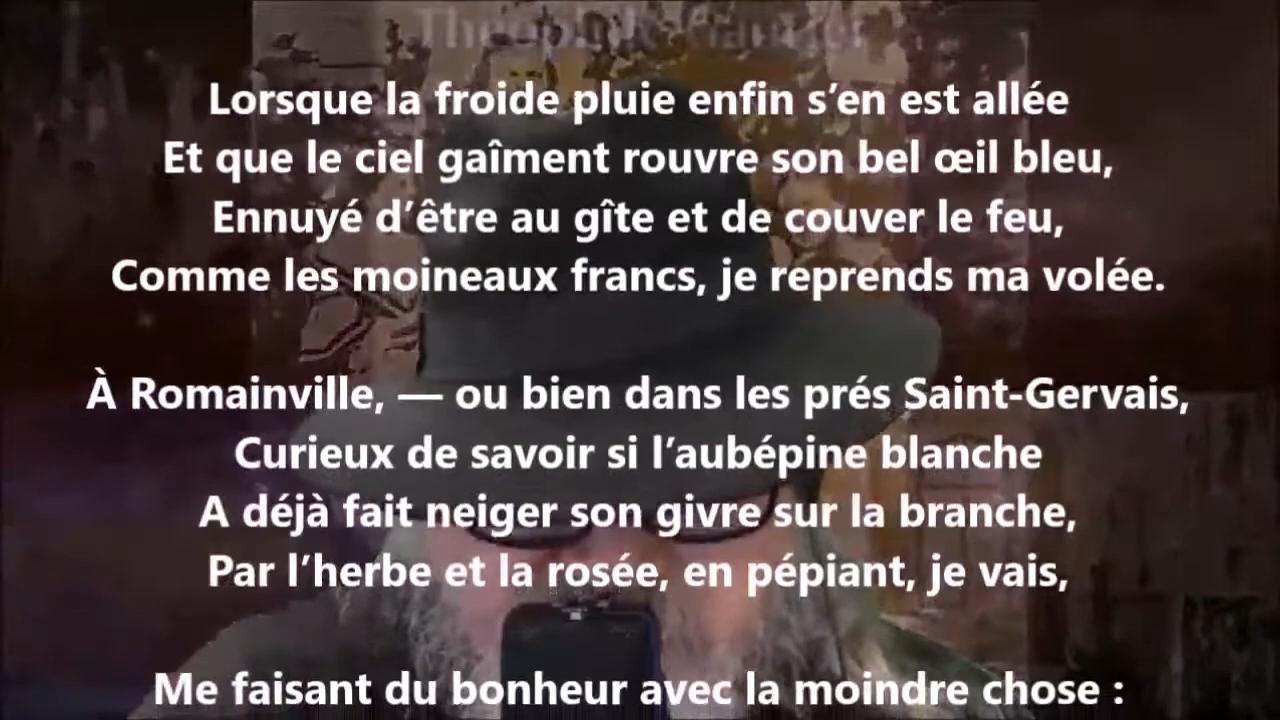 Théophile Gautier
Lorsque la froide pluie enfin s’en est allée
Et que le ciel gaîment rouvre son bel œil bleu,
Ennuyé d’être au gîte et de couver le feu,
Comme les moineaux francs, je reprends ma volée.
À Romainville, — ou bien dans les prés Saint-Gervais,
Curieux de savoir si l’aubépine blanche
A déjà fait neiger son givre sur la branche,
Par l’herbe et la rosée, en pépiant, je vais,
Me faisant du bonheur avec la moindre chose :